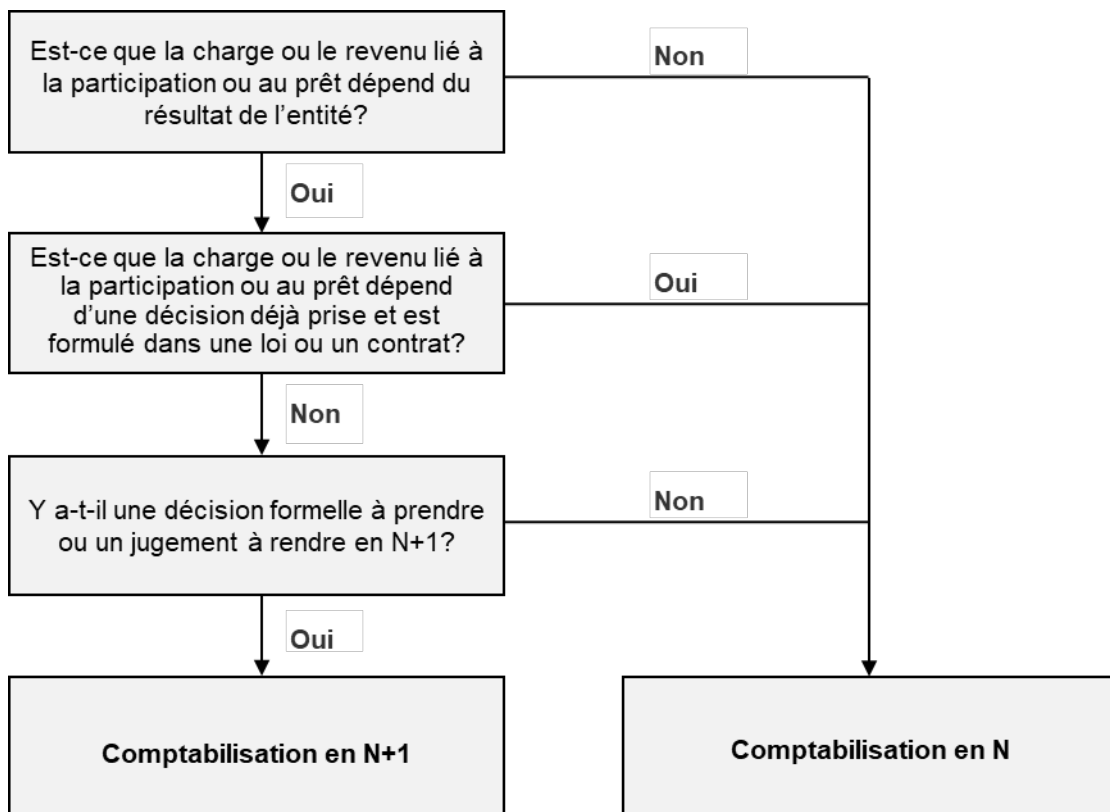 Est-ce que la charge ou le revenu lié à
la participation ou au prêt dépend du
résultat de l'entité?
Non
Oui
Est-ce que la charge ou le revenu lié à
la participation ou au prêt dépend
d'une décision déjà prise et est
formulé dans une loi ou un contrat?
Oui
Non
Y a-t-il une décision formelle à prendre
ou un jugement à rendre en N+1?
Non
Oui
Comptabilisation en N+1
Comptabilisation en N